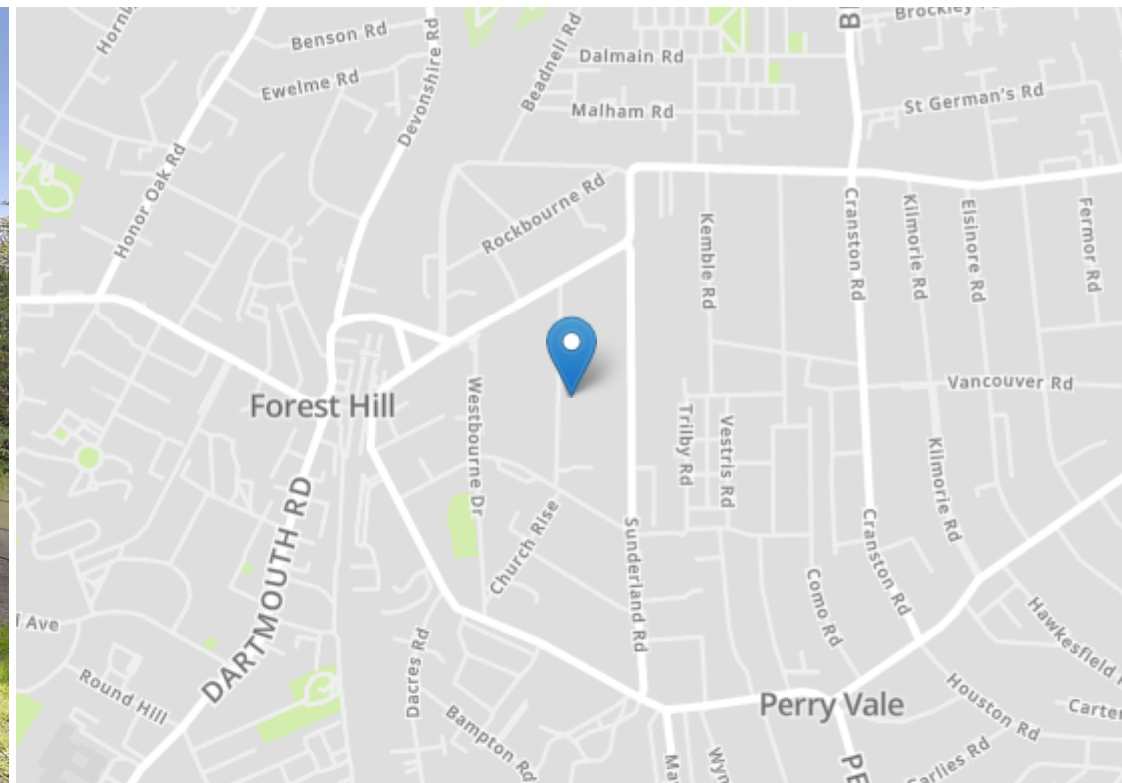 Benson Rd
Ewelme Rd
Devonshire Rd
Beadnell Rd
Dalmain Rd
Malham Rd
St German's Rd
Honor Oak Rd
Rockbourne Rd
Kemble Rd
Cranston Rd
Kilmorie Rd
Elsinore Rd
Fermor Rd
Forest Hill
Westbourne Dr
Vancouver Rd
Trilby Rd
Vestris Rd
Kilmorie Rd
DARTMOUTH RD
Church Rise
Sunderland Rd
Cranston Rd
Como Rd
Ave
Dacres Rd
Round Hill
Bampton Rd
Perry Vale
Houston Rd
Hawkesfield
Carlies Rd